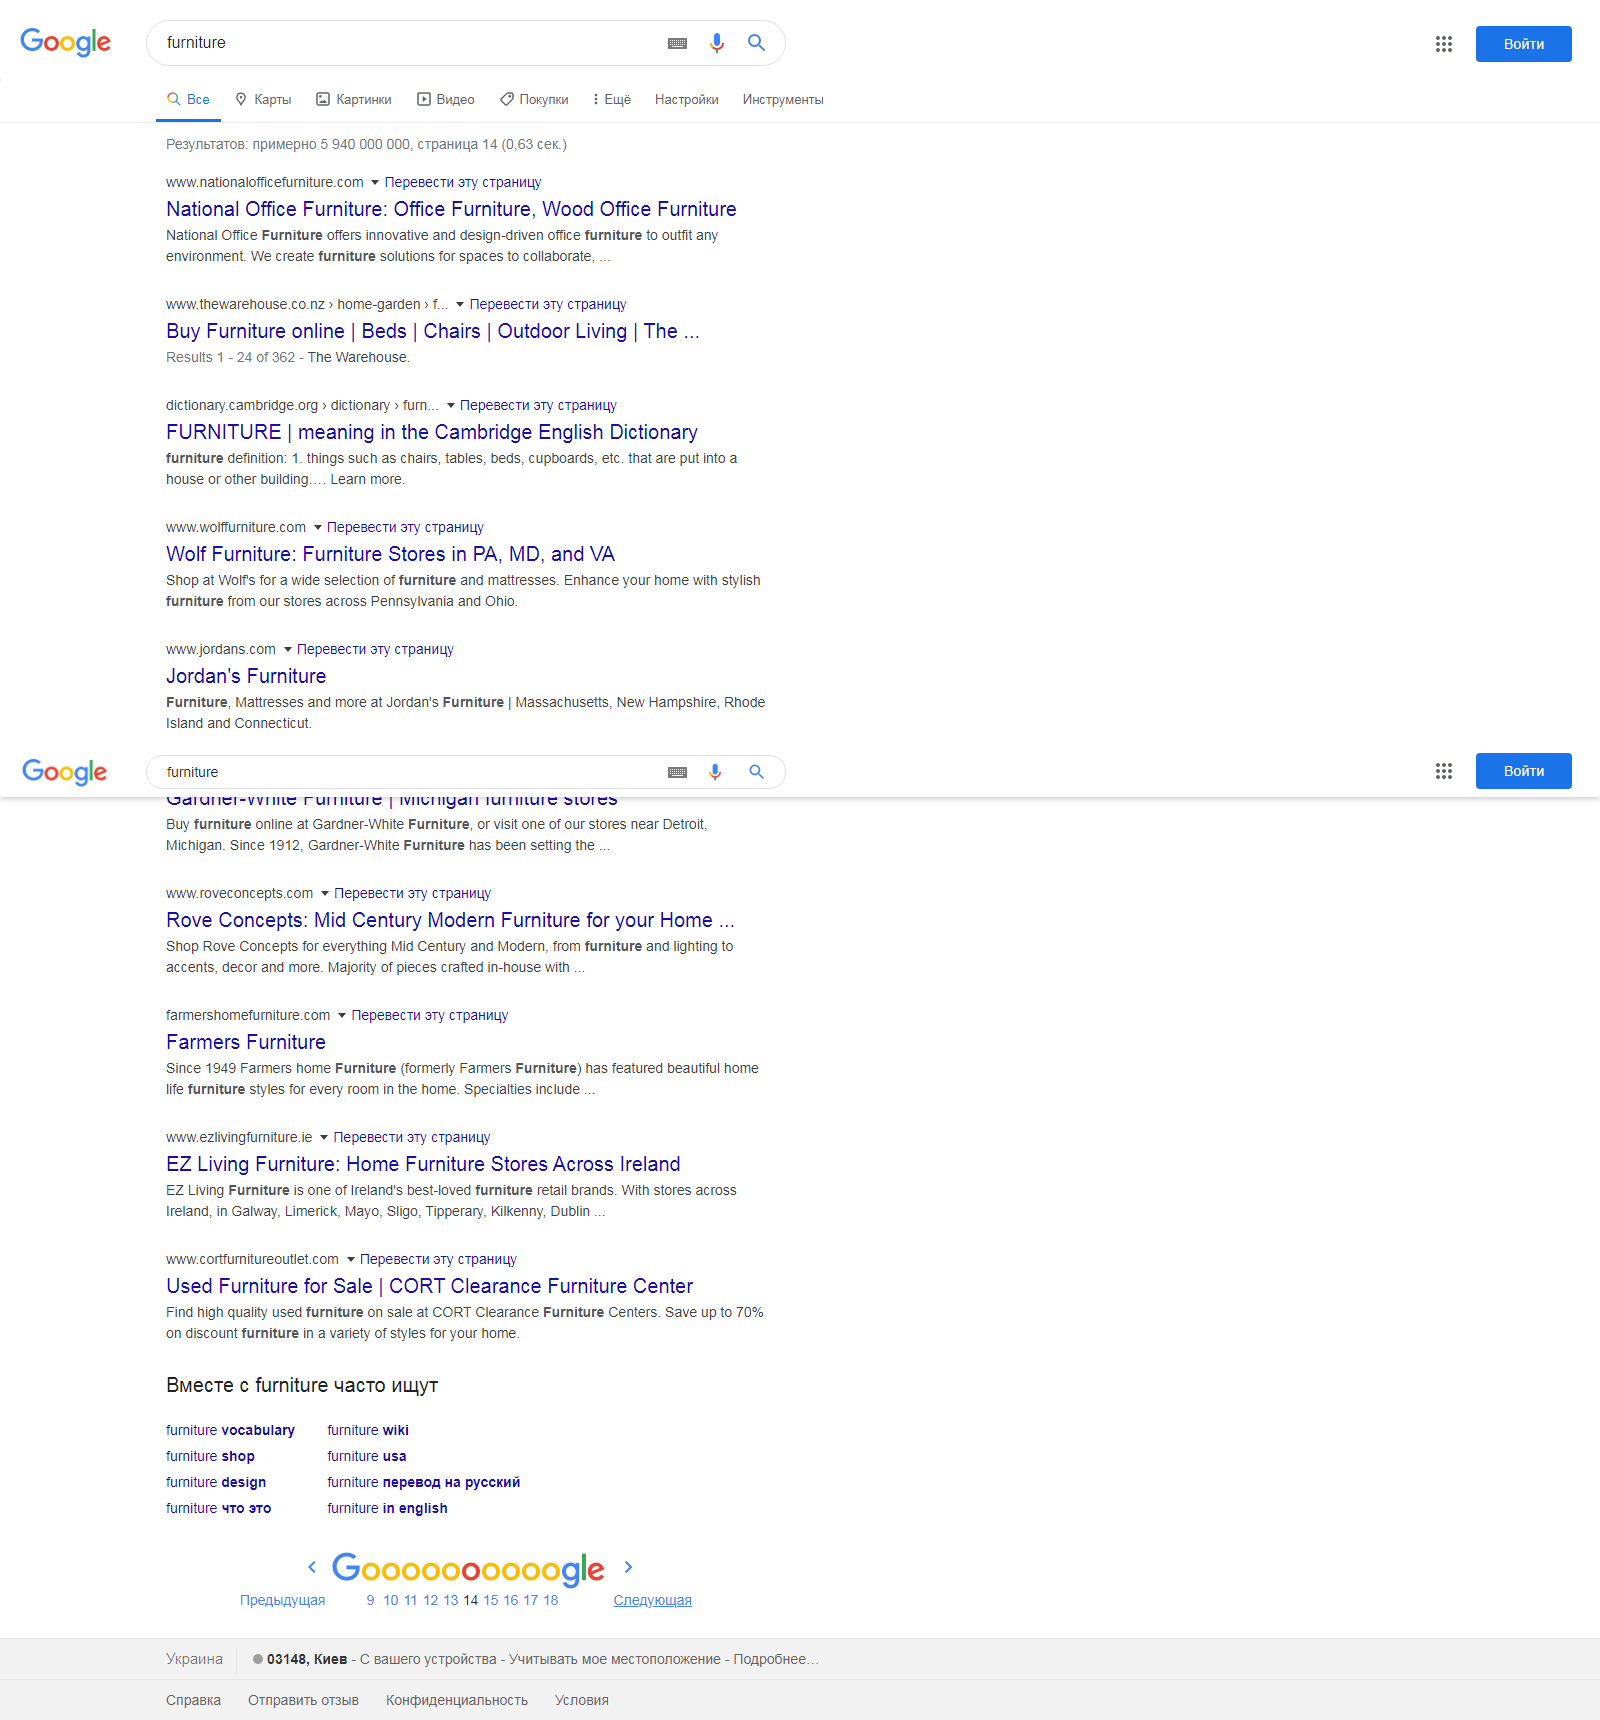 Google
furniture
Войти
Все Карты Картинки Видео Покупки Ещё Настройки Инструменты
Результатов: примерно 5 940 000 000, страница 14 (0,63 сек.)
www.nationalofficefurniture.com Перевести эту страницу
National Office Furniture: Office Furniture, Wood Office Furniture
National Office Furniture offers innovative and design-driven office furniture to outfit any
environment. We create furniture solutions for spaces to collaborate, ...
www.thewarehouse.co.nz › home-garden › f... Перевести эту страницу
Buy Furniture online | Beds | Chairs | Outdoor Living | The ...
Results 1 - 24 of 362 - The Warehouse.
dictionary.cambridge.org › dictionary › furn... Перевести эту страницу
FURNITURE | meaning in the Cambridge English Dictionary
furniture definition: 1. things such as chairs, tables, beds, cupboards, etc. that are put into a
house or other building…. Learn more.
www.wolffurniture.com Перевести эту страницу
Wolf Furniture: Furniture Stores in PA, MD, and VA
Shop at Wolf's for a wide selection of furniture and mattresses. Enhance your home with stylish
furniture from our stores across Pennsylvania and Ohio.
www.jordans.com Перевести эту страницу
Jordan's Furniture
Furniture, Mattresses and more at Jordan's Furniture | Massachusetts, New Hampshire, Rhode
Island and Connecticut.
Google
furniture
Войти
Gardner-White Furniture | Michigan furniture stores
Buy furniture online at Gardner-White Furniture, or visit one of our stores near Detroit,
Michigan. Since 1912, Gardner-White Furniture has been setting the ...
www.roveconcepts.com Перевести эту страницу
Rove Concepts: Mid Century Modern Furniture for your Home ...
Shop Rove Concepts for everything Mid Century and Modern, from furniture and lighting to
accents, decor and more. Majority of pieces crafted in-house with ...
farmershomefurniture.com Перевести эту страницу
Farmers Furniture
Since 1949 Farmers home Furniture (formerly Farmers Furniture) has featured beautiful home
life furniture styles for every room in the home. Specialties include ...
www.ezlivingfurniture.ie Перевести эту страницу
EZ Living Furniture: Home Furniture Stores Across Ireland
EZ Living Furniture is one of Ireland's best-loved furniture retail brands. With stores across
Ireland, in Galway, Limerick, Mayo, Sligo, Tipperary, Kilkenny, Dublin ...
www.cortfurnitureoutlet.com Перевести эту страницу
Used Furniture for Sale | CORT Clearance Furniture Center
Find high quality used furniture on sale at CORT Clearance Furniture Centers. Save up to 70%
on discount furniture in a variety of styles for your home.
Вместе с furniture часто ищут
furniture vocabulary furniture wiki
furniture shop furniture usa
furniture design furniture перевод на русский
furniture что это furniture in english
Goooooooooogle
Предыдущая 9 10 11 12 13 14 15 16 17 18 Следующая
Украина 03148, Киев - С вашего устройства - Учитывать мое местоположение - Подробнее…
Справка Отправить отзыв Конфиденциальность Условия